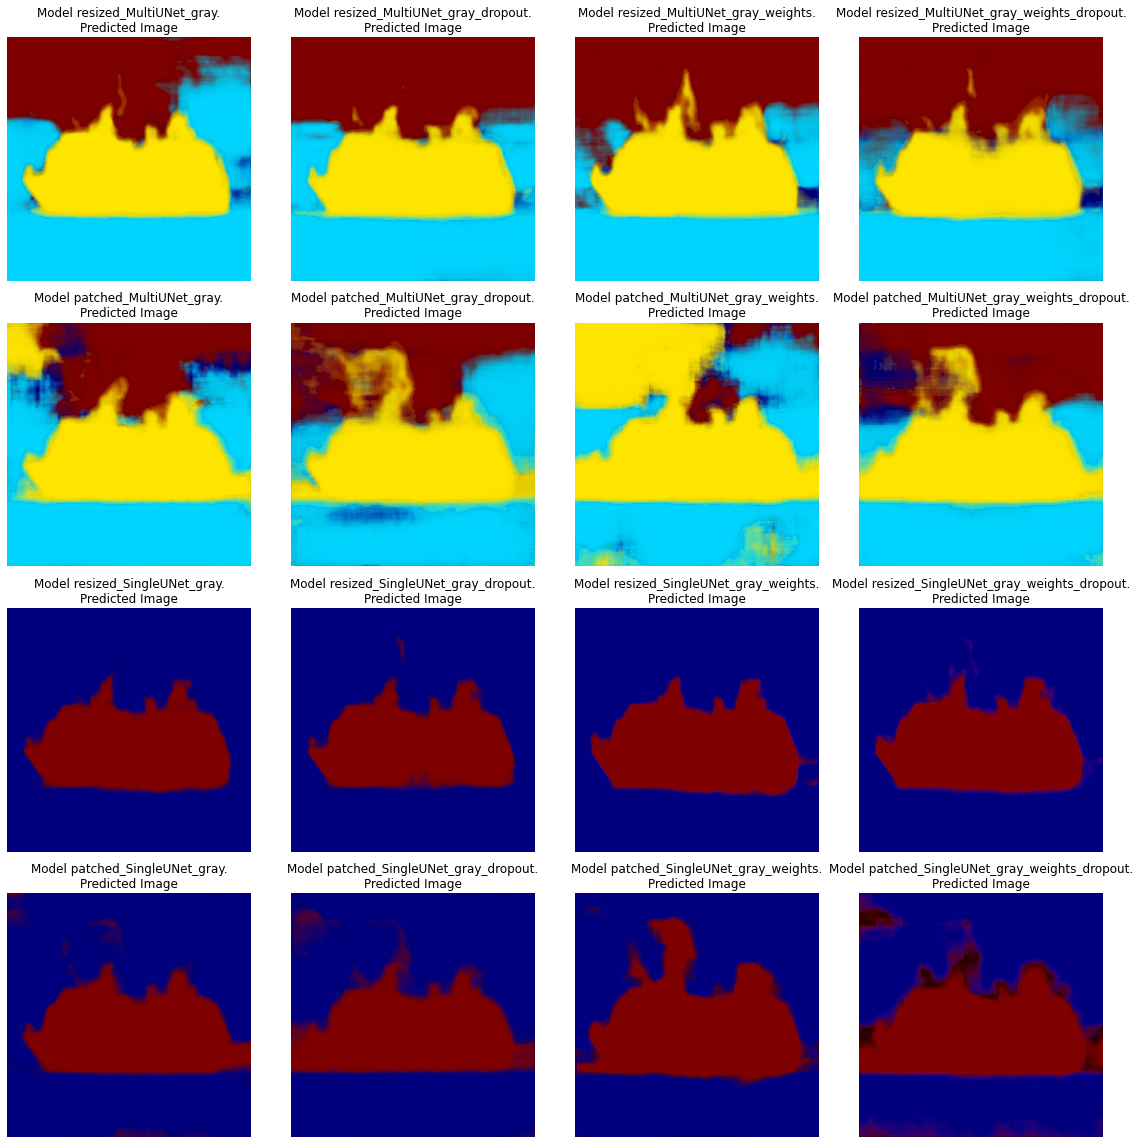 Model resized_MultiUNet_gray.
Predicted Image
Model resized_MultiUNet_gray_dropout.
Predicted Image
Model resized_MultiUNet_gray_weights.
Predicted Image
Model resized_MultiUNet_gray_weights_dropout.
Predicted Image
Model patched_MultiUNet_gray.
Predicted Image
Model patched_MultiUNet_gray_dropout.
Predicted Image
Model patched_MultiUNet_gray_weights.
Predicted Image
Model patched_MultiUNet_gray_weights_dropout.
Predicted Image
Model resized_SingleUNet_gray.
Predicted Image
Model resized_SingleUNet_gray_dropout.
Predicted Image
Model resized_SingleUNet_gray_weights.
Predicted Image
Model resized_SingleUNet_gray_weights_dropout.
Predicted Image
Model patched_SingleUNet_gray.
Predicted Image
Model patched_SingleUNet_gray_dropout.
Predicted Image
Model patched_SingleUNet_gray_weights.
Predicted Image
Model patched_SingleUNet_gray_weights_dropout.
Predicted Image